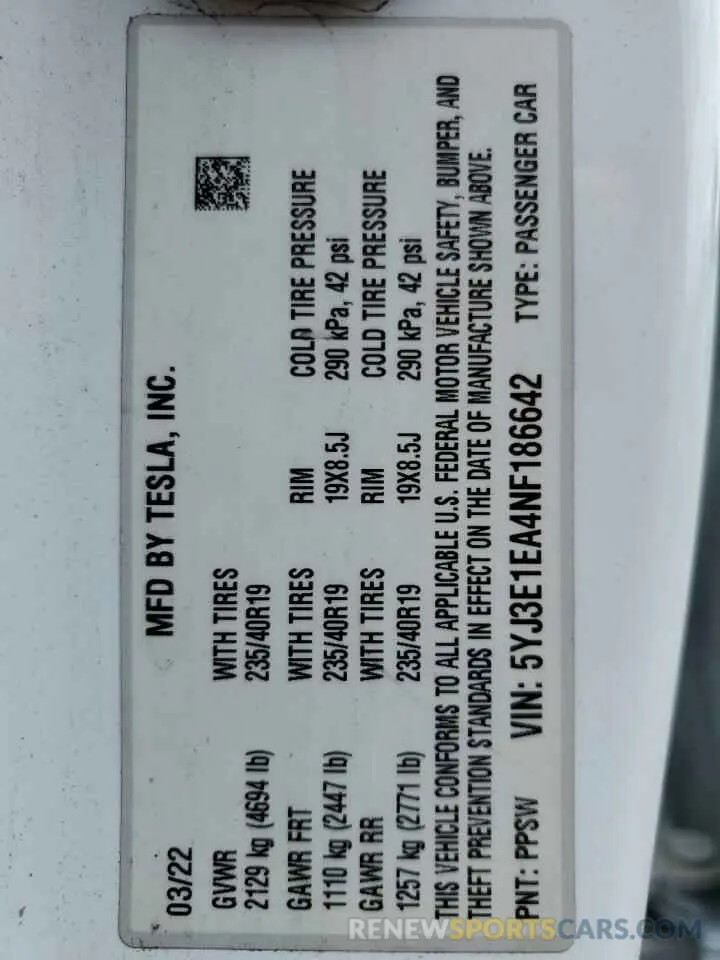 MFD BY TESLA, INC.
03/22
GVWR WITH TIRES
2129 kg (4694 lb) 235/40R19
GAWR FRT WITH TIRES RIM COLD TIRE PRESSURE
1110 kg (2447 lb) 235/40R19 19X8.5J 290 kPa, 42 psi
GAWR RR WITH TIRES RIM COLD TIRE PRESSURE
1257 kg (2771 lb) 235/40R19 19X8.5J 290 kPa, 42 psi
THIS VEHICLE CONFORMS TO ALL APPLICABLE U.S. FEDERAL MOTOR VEHICLE SAFETY, BUMPER, AND
THEFT PREVENTION STANDARDS IN EFFECT ON THE DATE OF MANUFACTURE SHOWN ABOVE.
PNT: PPSW VIN: 5YJ3E1EA4NF186642 TYPE: PASSENGER CAR
RENEWSPORTSCARS.COM